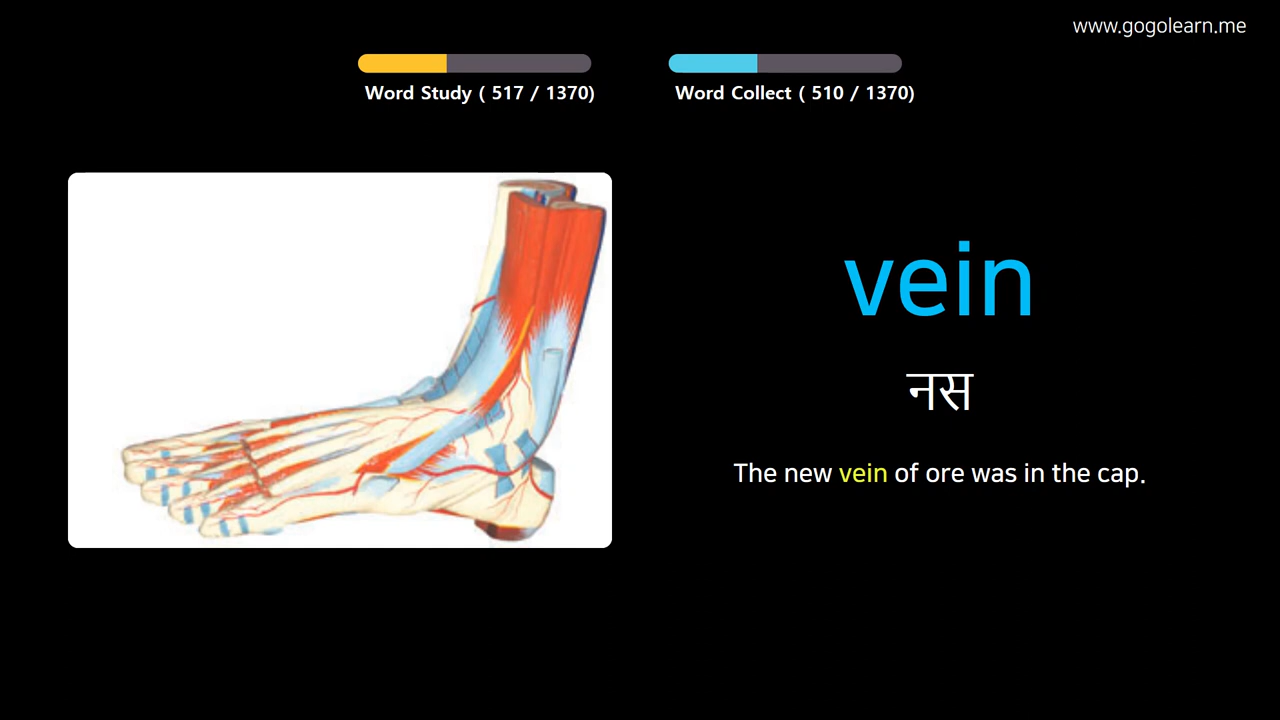 www.gogolearn.me
Word Study ( 517 / 1370)
Word Collect ( 510 / 1370)
vein
नस
The new vein of ore was in the cap.